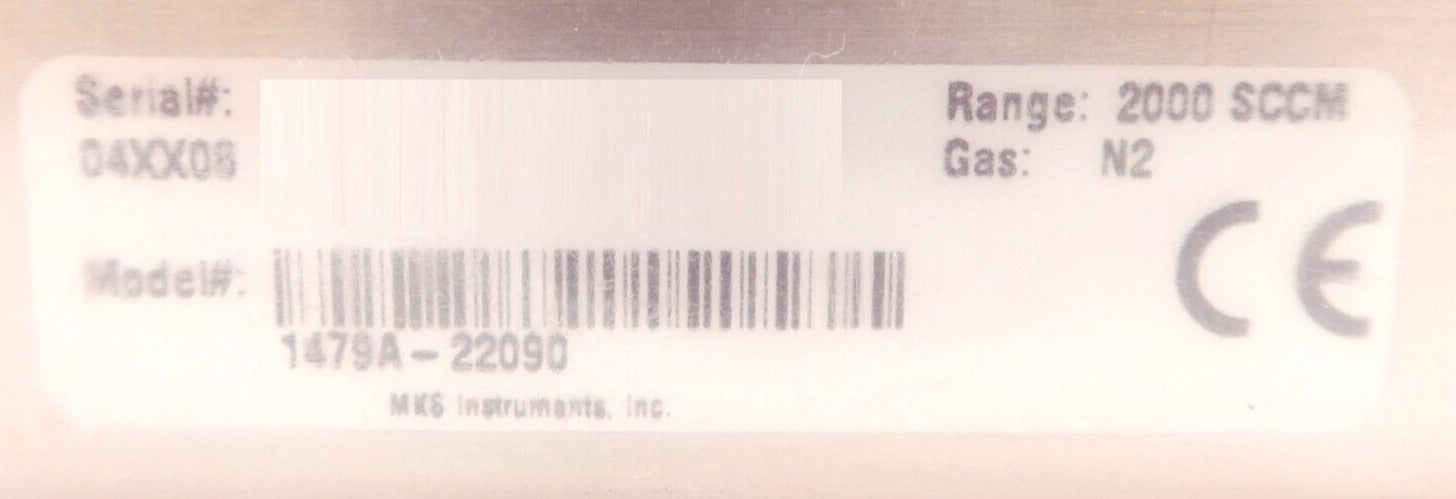 Serial#:
04XX08
Range: 2000 SCCM
Gas: N2
Model#:
CE
1479A-22090
MKS Instruments, Inc.